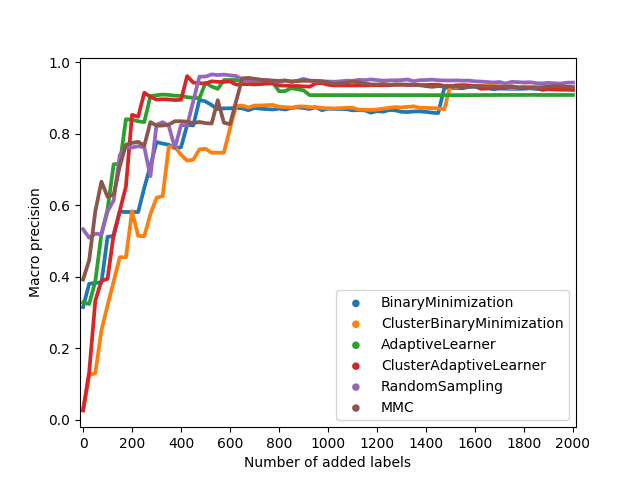 1.0
0.8
0.6
0.4
0.2
0.0
Macro precision
0 200 400 600 800 1000 1200 1400 1600 1800 2000
Number of added labels
BinaryMinimization
ClusterBinaryMinimization
AdaptiveLearner
ClusterAdaptiveLearner
RandomSampling
MMC